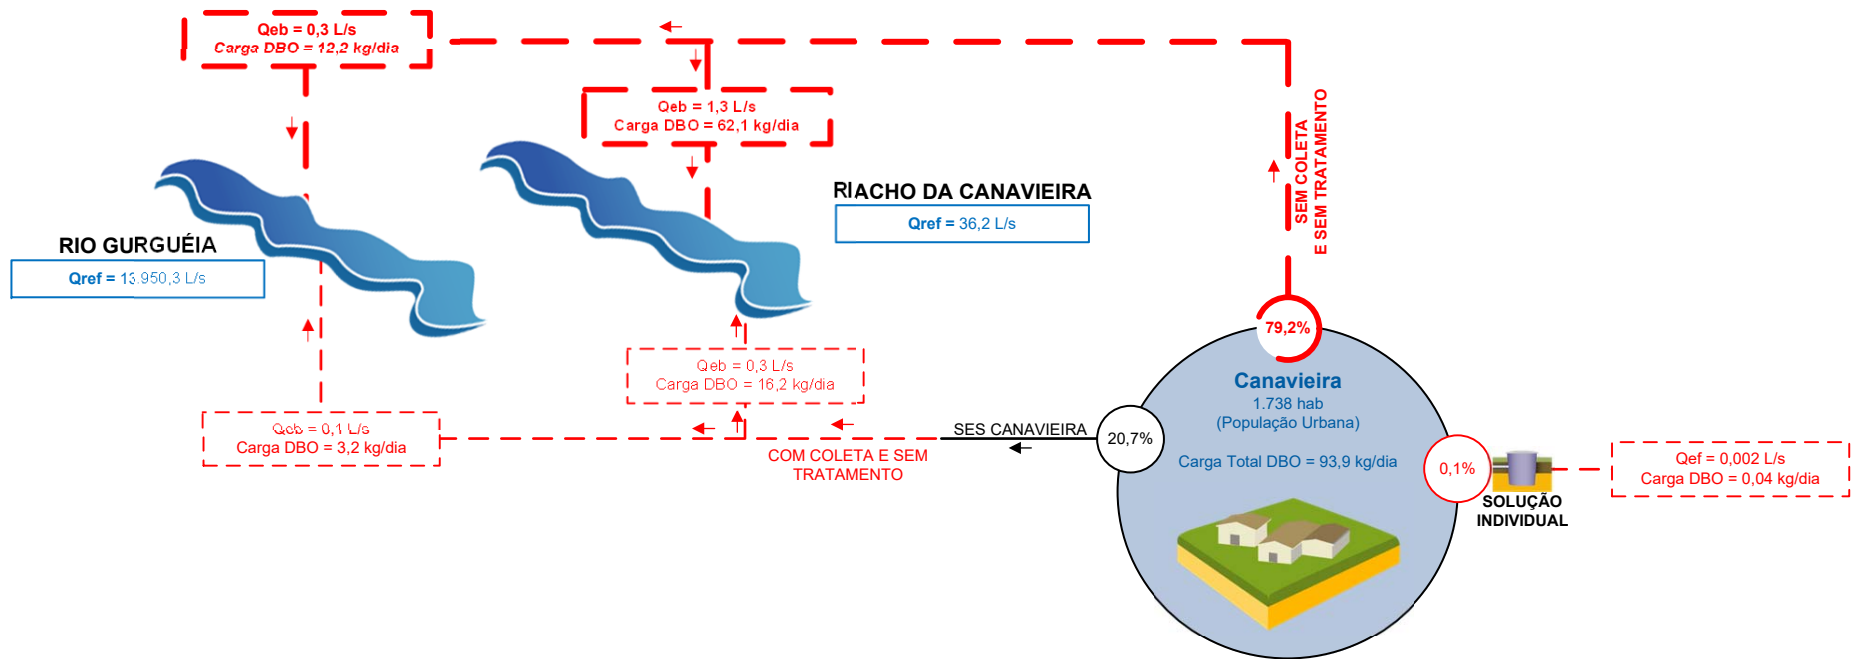 Qeb = 0,3 L/s
Carga DBO = 12,2 kg/dia
Qeb = 1,3 L/s
Carga DBO = 62,1 kg/dia
SEM COLETA
E SEM TRATAMENTO
RIACHO DA CANAVIEIRA
Qref = 36,2 L/s
RIO GURGUÉIA
Qref = 13.950,3 L/s
79,2%
Canavieira
1.738 hab
(População Urbana)
Carga Total DBO = 93,9 kg/dia
Qeb = 0,3 L/s
Carga DBO = 16,2 kg/dia
Qeb = 0,1 L/s
Carga DBO = 3,2 kg/dia
SES CANAVIEIRA
20,7%
COM COLETA E SEM
TRATAMENTO
0,1%
SOLUÇÃO
INDIVIDUAL
Qef = 0,002 L/s
Carga DBO = 0,04 kg/dia